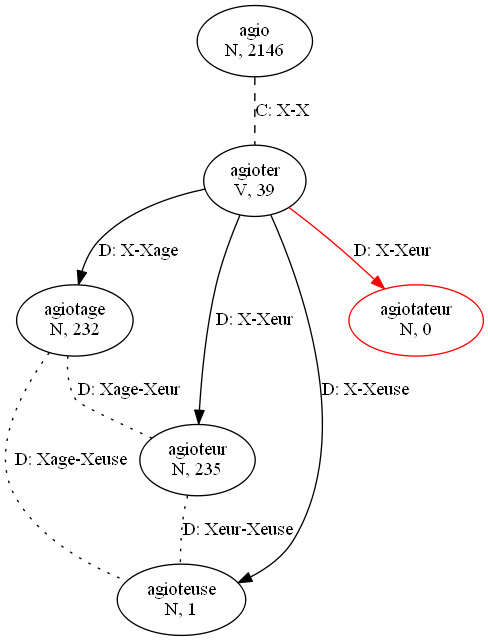 agio
N, 2146
C: X-X
agioter
V, 39
D: X-Xage
D: X-Xeur
D: X-Xeur
agiotage
N, 232
agiotateur
N, 0
D: Xage-Xeur
D: X-Xeuse
agioteur
N, 235
D: Xage-Xeuse
D: Xeur-Xeuse
agioteuse
N, 1